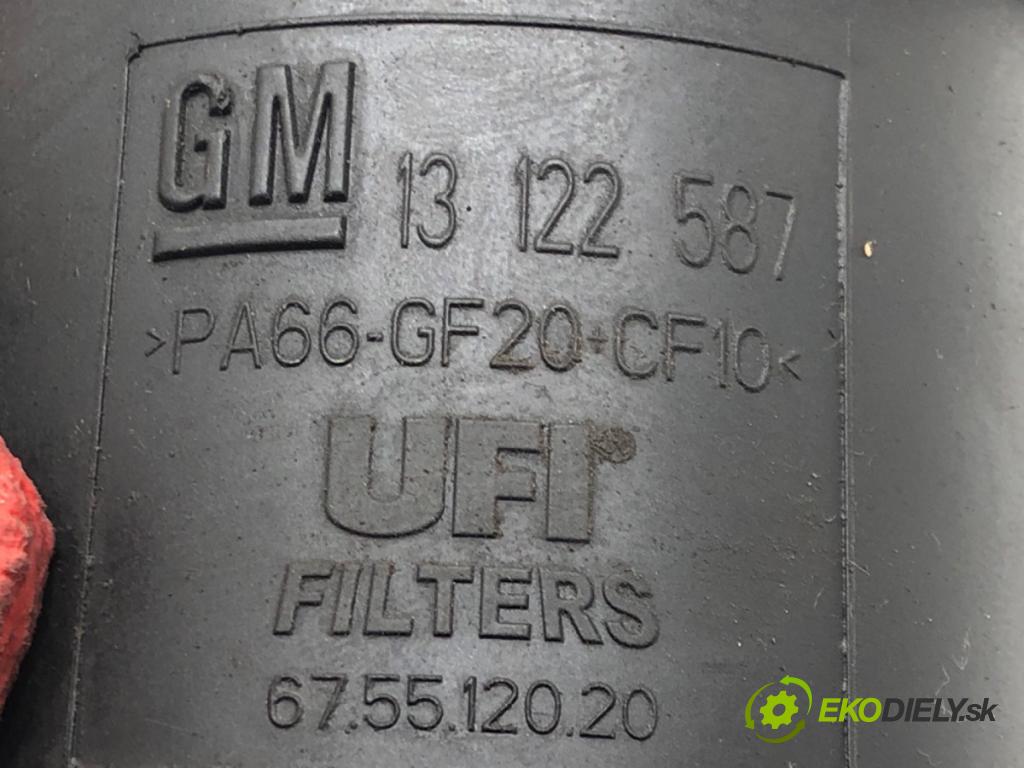 GM 13 122 587
>PA66-GF20+CF10<
UFI
FILTERS
67.55.120.20
EKODIELY.sk